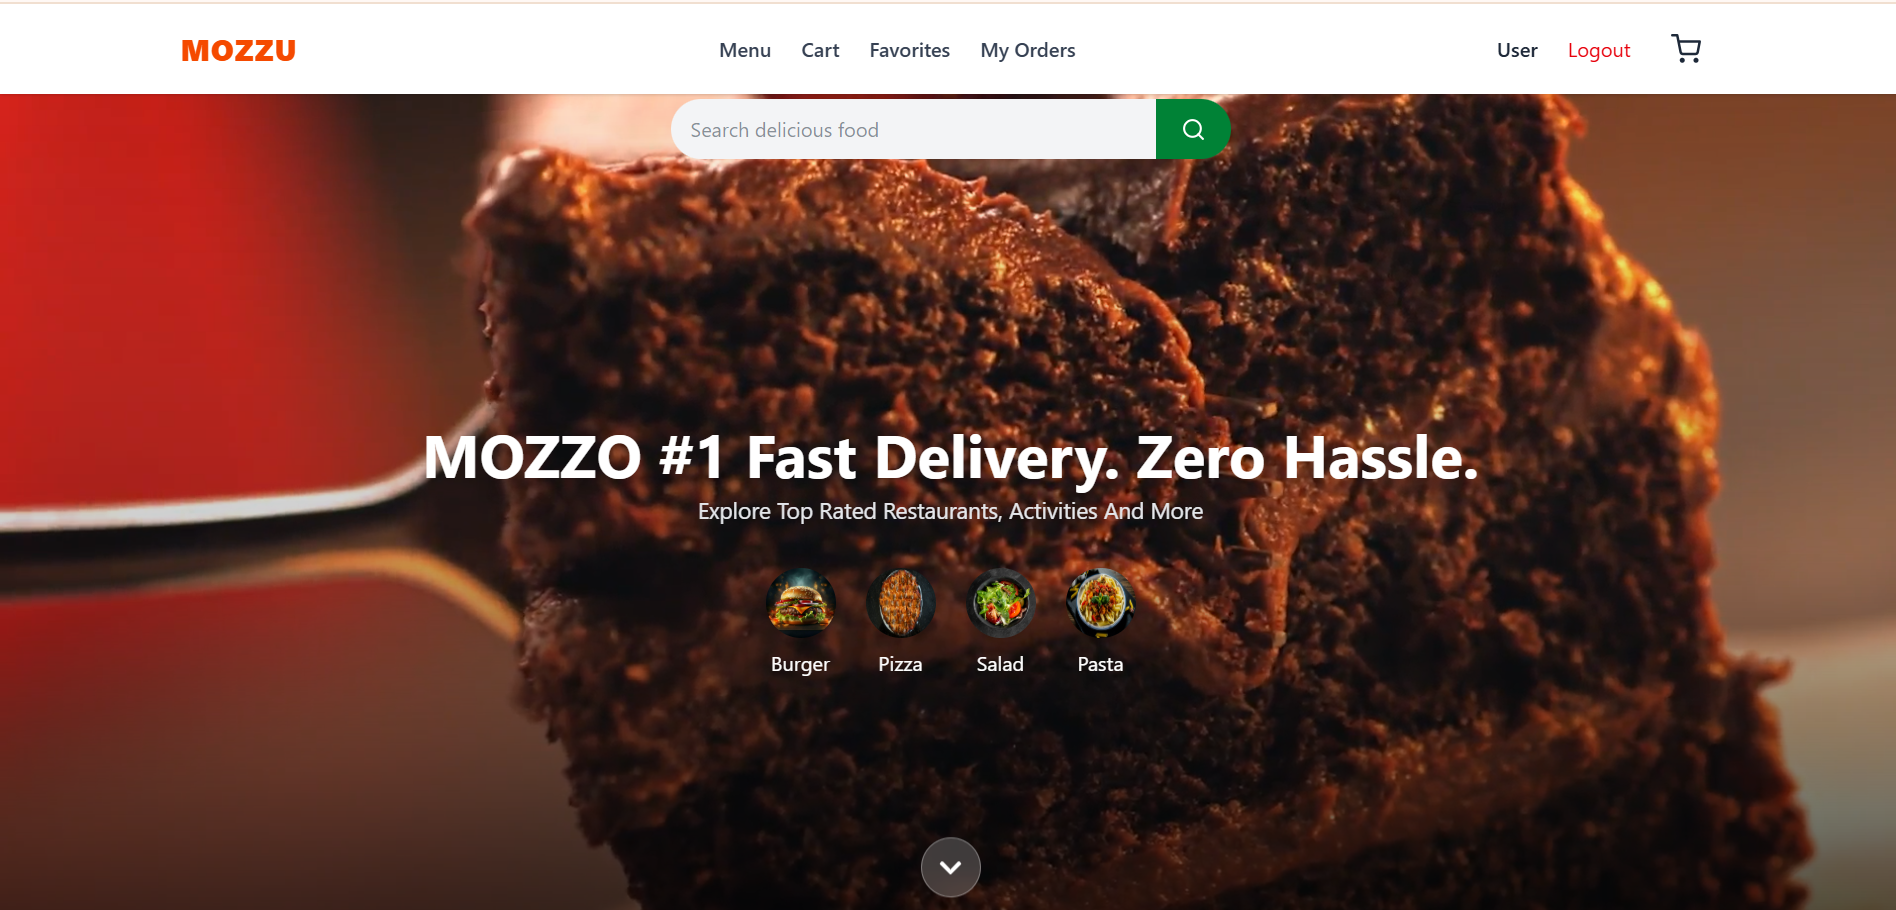 MOZZU
Menu Cart Favorites My Orders
User Logout
Search delicious food
MOZZO #1 Fast Delivery. Zero Hassle.
Explore Top Rated Restaurants, Activities And More
Burger Pizza Salad Pasta